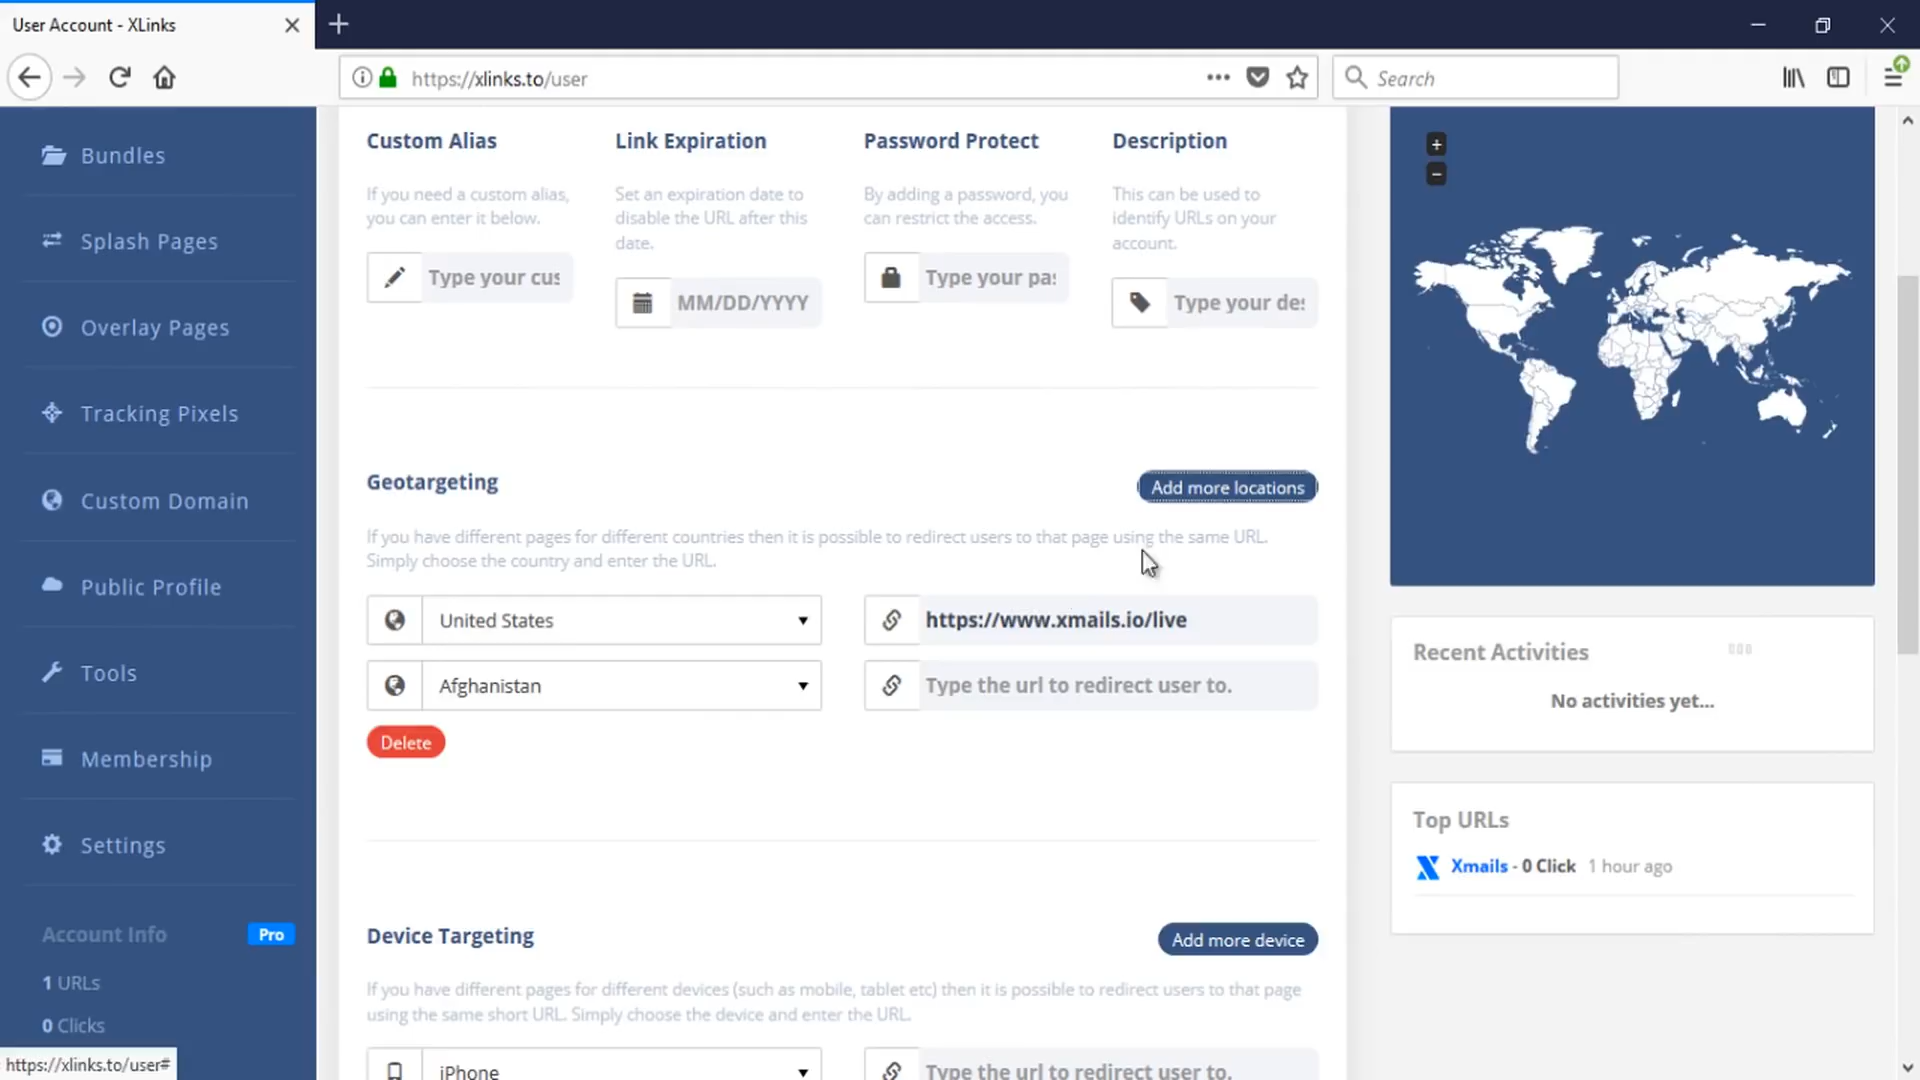 User Account - XLinks
https://xlinks.to/user
Search
Bundles
Splash Pages
Overlay Pages
Tracking Pixels
Custom Domain
Public Profile
Tools
Membership
Settings
Account Info
Pro
1 URLs
0 Clicks
https://xlinks.to/user#
Custom Alias
If you need a custom alias,
you can enter it below.
Type your cus
Link Expiration
Set an expiration date to
disable the URL after this
date.
MM/DD/YYYY
Password Protect
By adding a password, you
can restrict the access.
Type your pas
Description
This can be used to
identify URLs on your
account.
Type your des
Geotargeting
Add more locations
If you have different pages for different countries then it is possible to redirect users to that page using the same URL.
Simply choose the country and enter the URL.
United States
https://www.xmails.io/live
Afghanistan
Type the url to redirect user to.
Delete
Device Targeting
Add more device
If you have different pages for different devices (such as mobile, tablet etc) then it is possible to redirect users to that page
using the same short URL. Simply choose the device and enter the URL.
iPhone
Type the url to redirect user to.
+
−
Recent Activities
No activities yet...
Top URLs
Xmails - 0 Click 1 hour ago